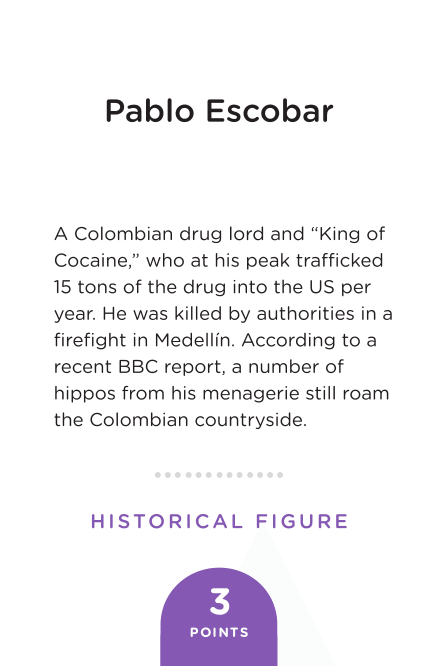 Pablo Escobar
A Colombian drug lord and “King of
Cocaine,” who at his peak trafficked
15 tons of the drug into the US per
year. He was killed by authorities in a
firefight in Medellín. According to a
recent BBC report, a number of
hippos from his menagerie still roam
the Colombian countryside.
HISTORICAL FIGURE
3
POINTS